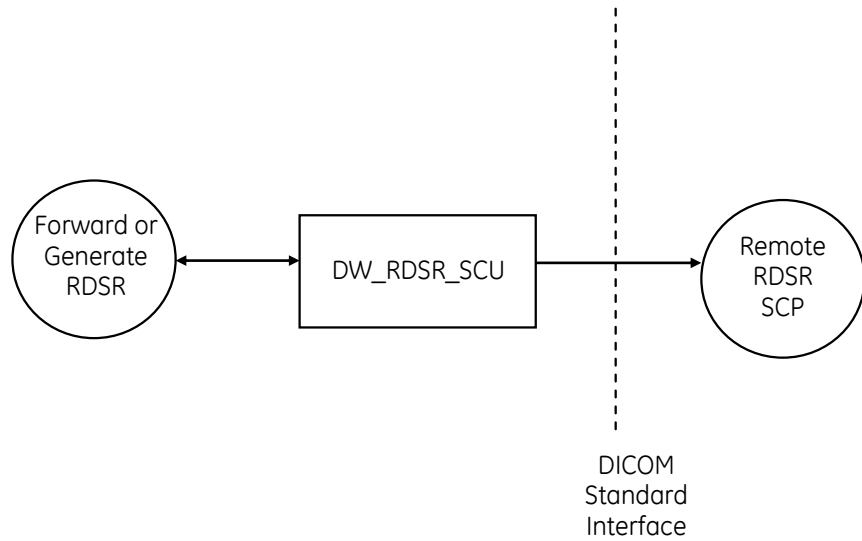 Forward or
Generate
RDSR
DW_RDSR_SCU
Remote
RDSR
SCP
DICOM
Standard
Interface